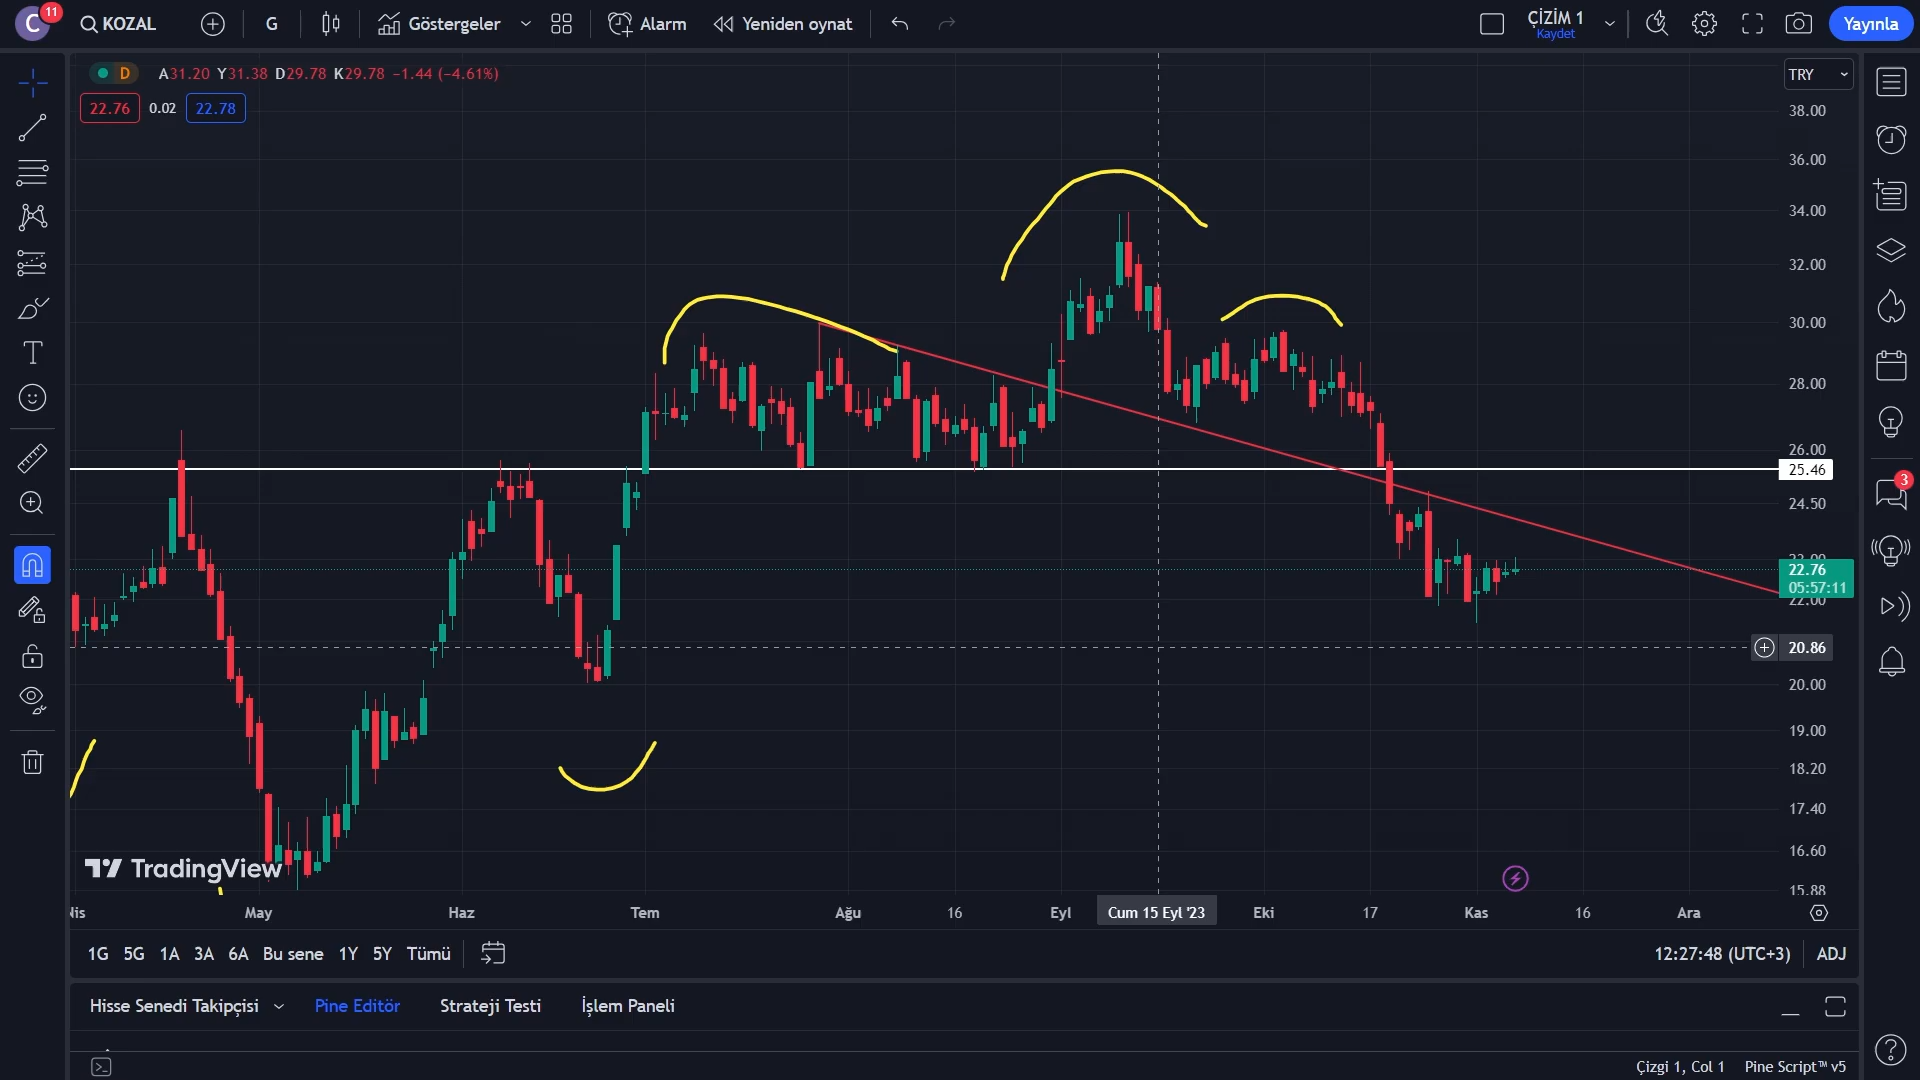 C 11 KOZAL G Göstergeler Alarm Yeniden oynat ÇİZİM 1 Kaydet Yayınla
D A31.20 Y31.38 D29.78 K29.78 −1.44 (−4.61%)
TRY
22.76 0.02 22.78
38.00
36.00
34.00
32.00
30.00
28.00
26.00
25.46
24.50
3
22.76
05:57:11
22.00
20.86
20.00
19.00
18.20
17.40
16.60
15.88
TradingView
Nis May Haz Tem Ağu 16 Eyl Cum 15 Eyl '23 Eki 17 Kas 16 Ara
1G 5G 1A 3A 6A Bu sene 1Y 5Y Tümü 12:27:48 (UTC+3) ADJ
Hisse Senedi Takipçisi Pine Editör Strateji Testi İşlem Paneli
Çizgi 1, Col 1 Pine Script™ v5